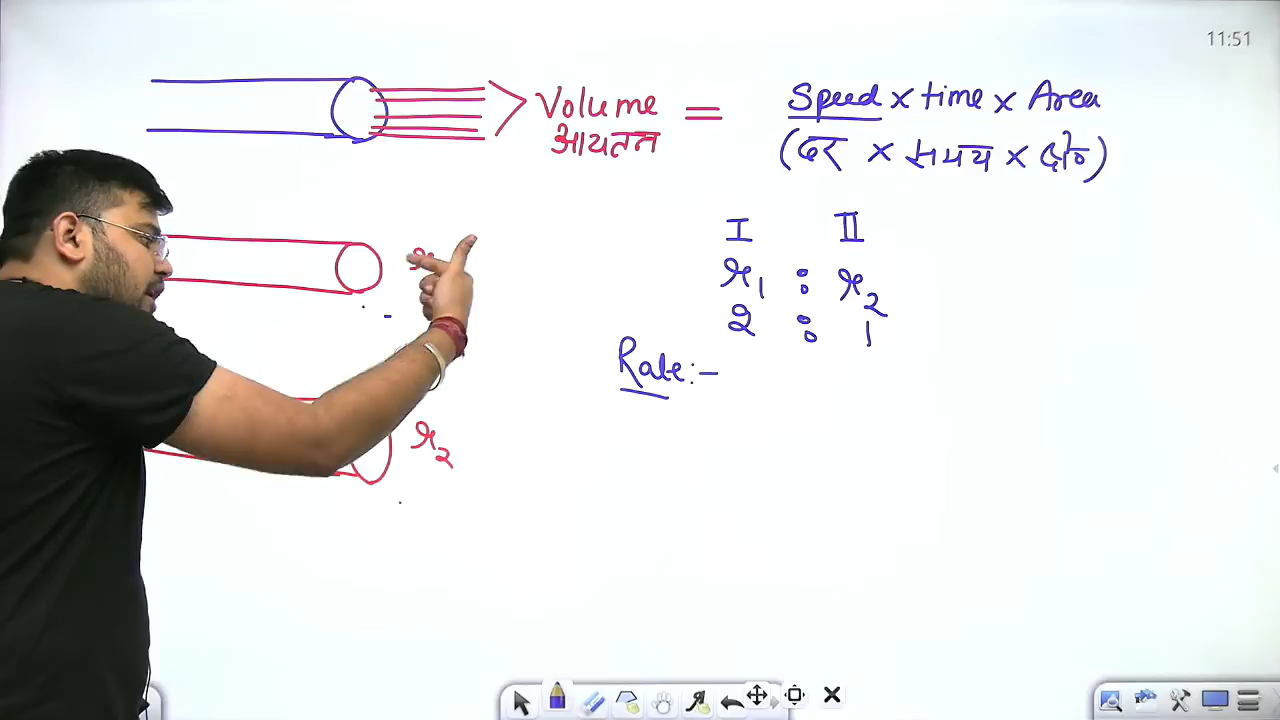 11:51
Volume = Speed × time × Area
आयतन (दर × समय × क्षे०)
I II
r1 : r2
2 : 1
Rate:-
r2